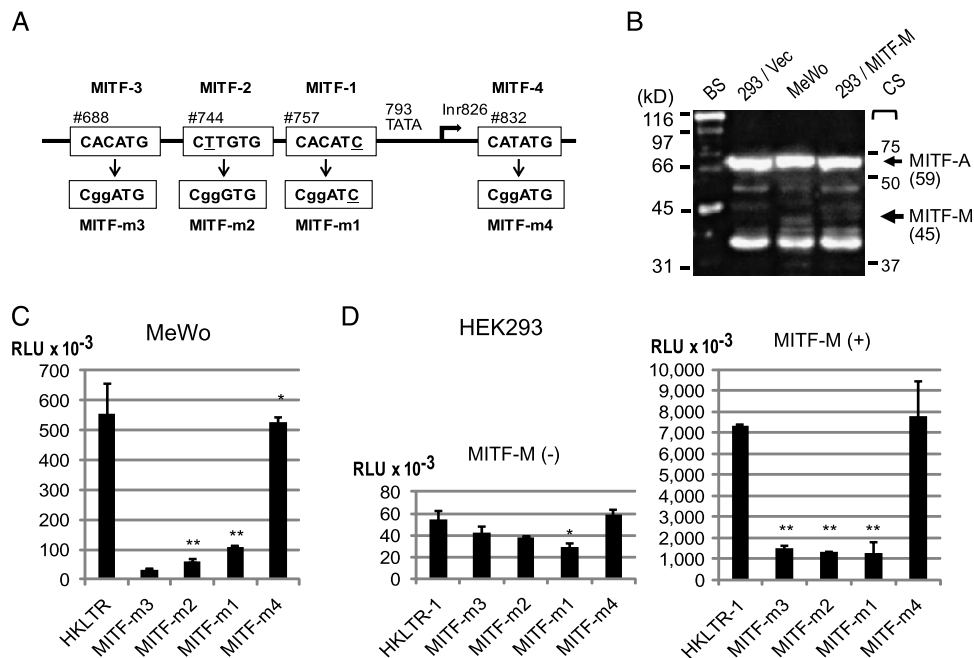 A
MITF-3 MITF-2 MITF-1 MITF-4
793
TATA
Inr826
#688 #744 #757 #832
CACATG CTTGTG CACATC CATATG
CggATG CggGTG CggATC CggATG
MITF-m3 MITF-m2 MITF-m1 MITF-m4
B
(kD) BS 293 / Vec MeWo 293 / MITF-M CS
116
97
66
45
31
75
50
37
MITF-A
(59)
MITF-M
(45)
C
MeWo
RLU x 10-3
700
600
500
400
300
200
100
0
** ** *
HKLTR MITF-m3 MITF-m2 MITF-m1 MITF-m4
D
HEK293
MITF-M (-)
RLU x 10-3
80
60
40
20
0
*
HKLTR-1 MITF-m3 MITF-m2 MITF-m1 MITF-m4
MITF-M (+)
RLU x 10-3
10,000
9,000
8,000
7,000
6,000
5,000
4,000
3,000
2,000
1,000
0
** ** **
HKLTR-1 MITF-m3 MITF-m2 MITF-m1 MITF-m4